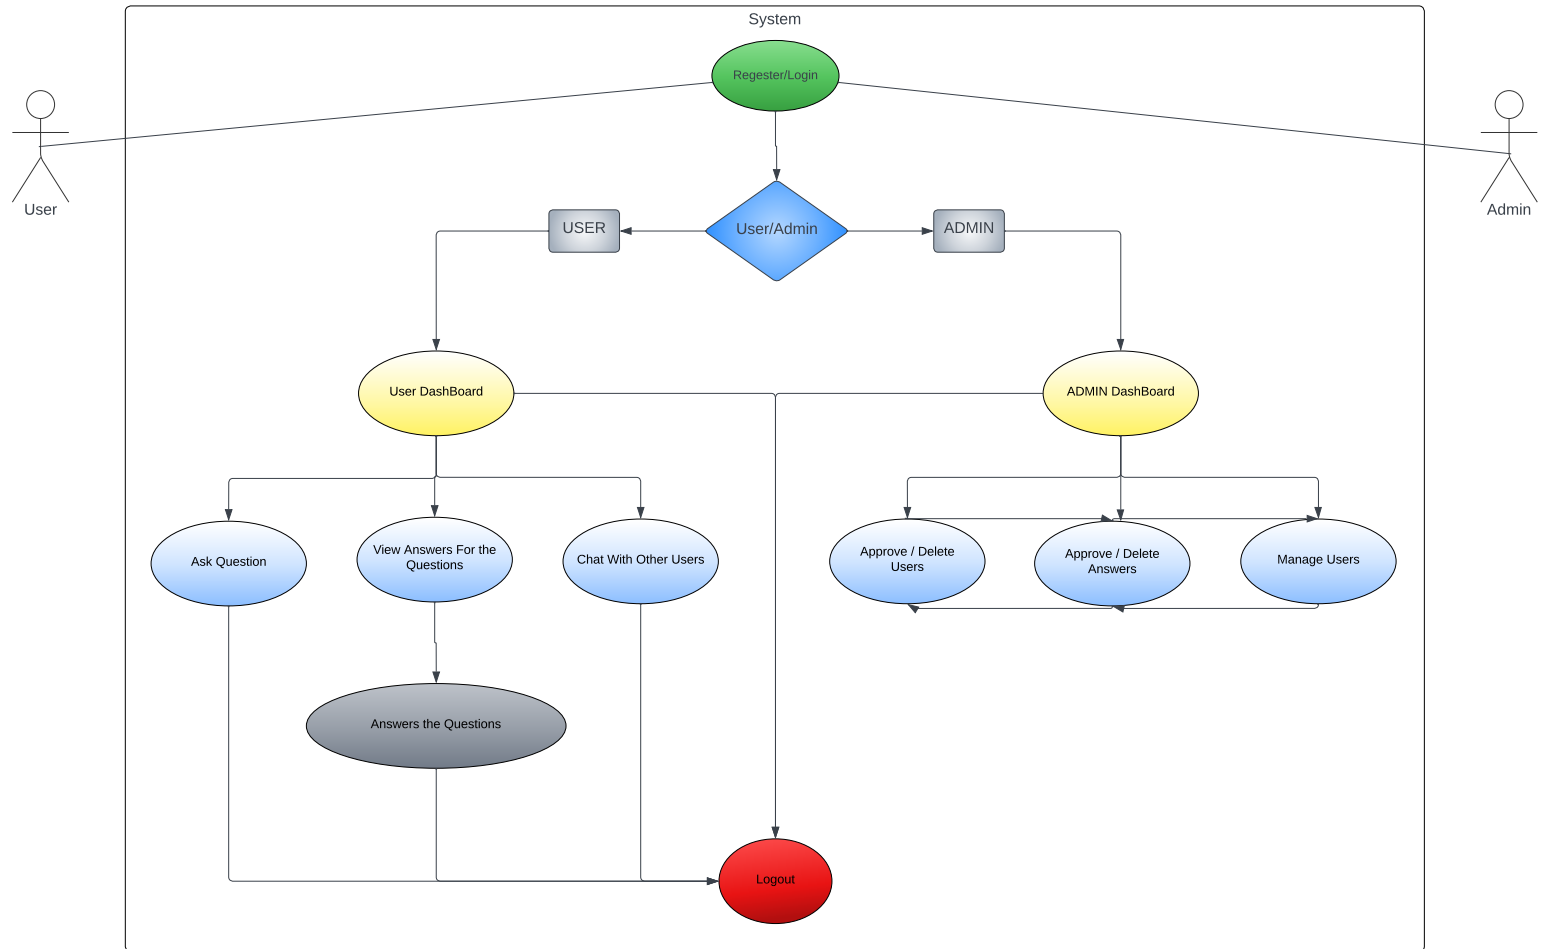 System
Regester/Login
User
Admin
USER
User/Admin
ADMIN
User DashBoard
ADMIN DashBoard
Ask Question
View Answers For the
Questions
Chat With Other Users
Approve / Delete
Users
Approve / Delete
Answers
Manage Users
Answers the Questions
Logout